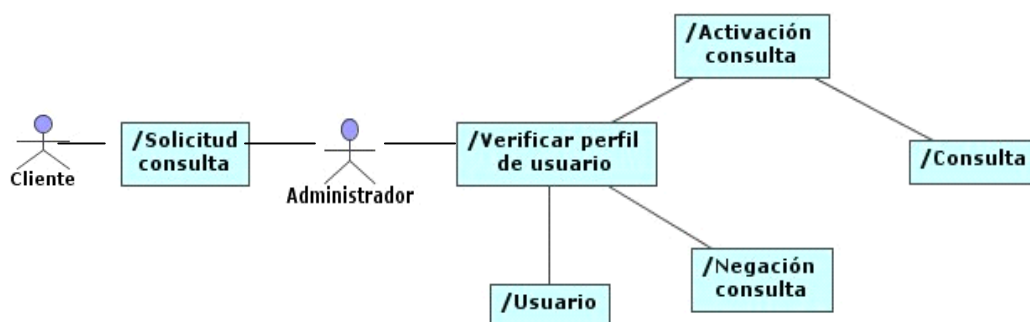 /Activación
consulta
/Solicitud
consulta
/Verificar perfil
de usuario
/Consulta
Cliente
Administrador
/Negación
consulta
/Usuario